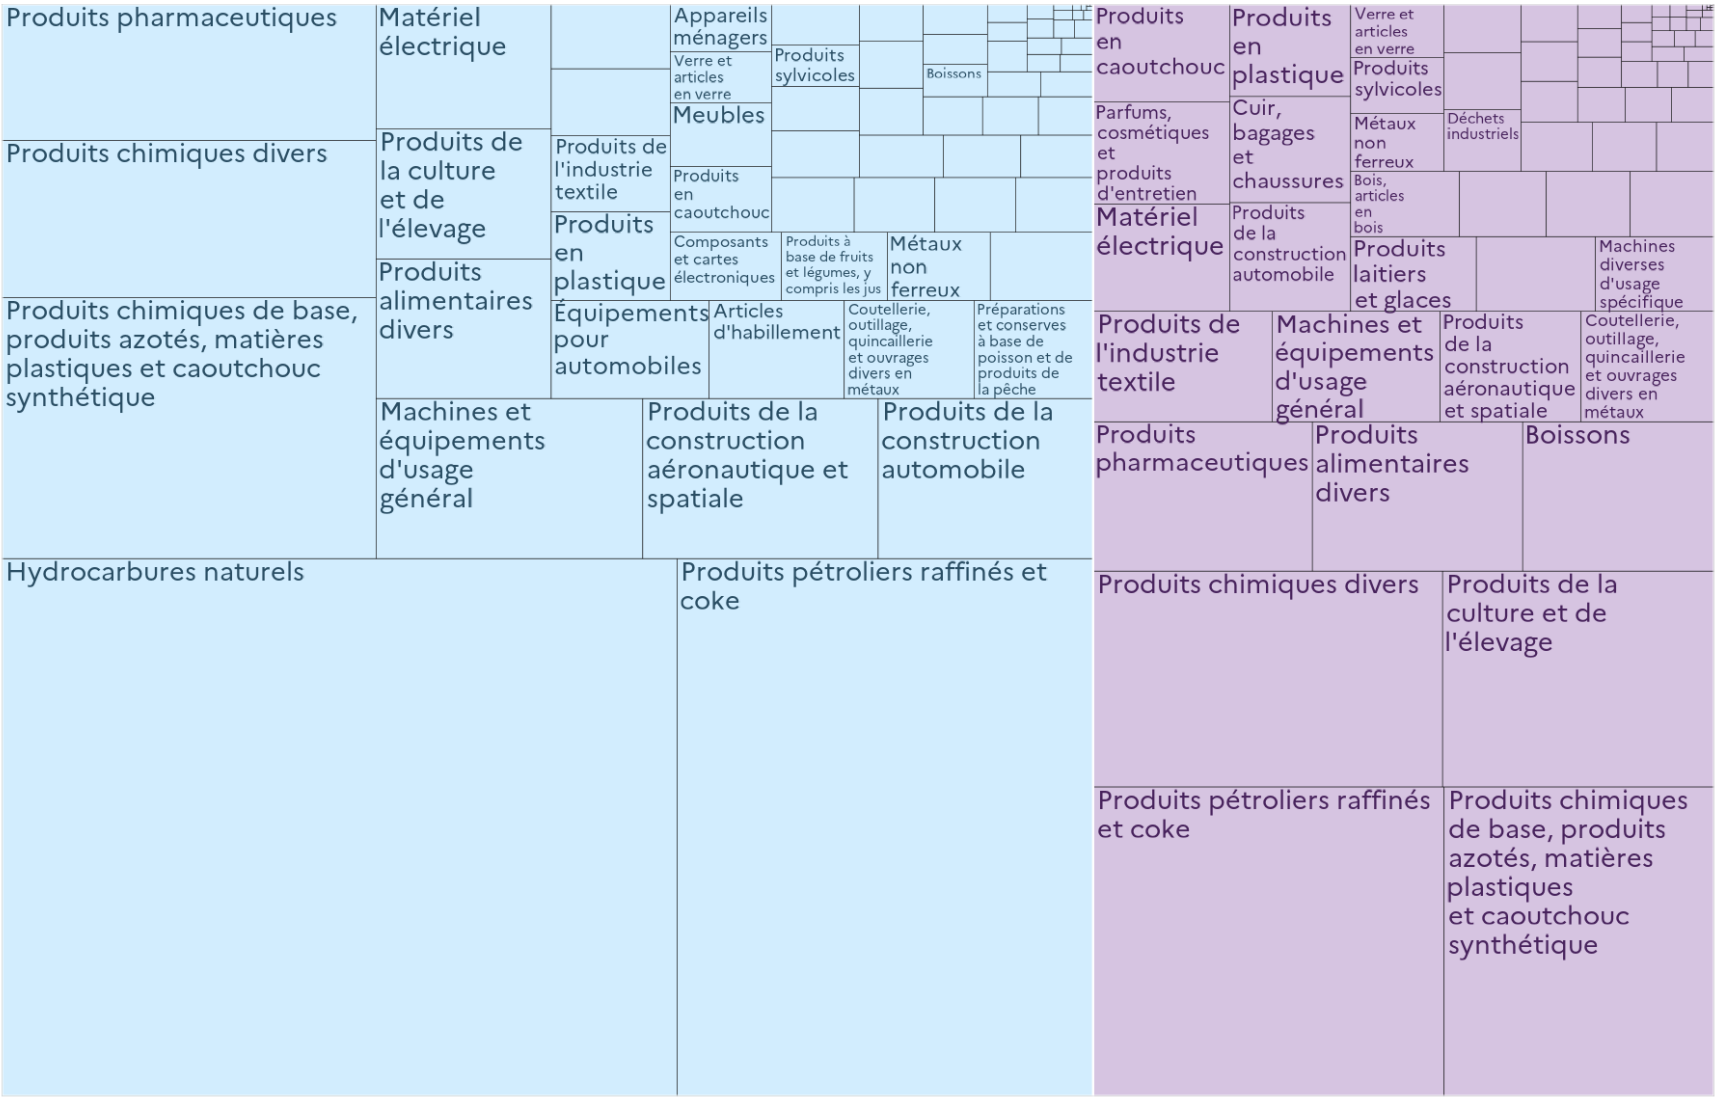 Produits pharmaceutiques
Produits chimiques divers
Produits chimiques de base,
produits azotés, matières
plastiques et caoutchouc
synthétique
Matériel
électrique
Produits de
la culture
et de
l'élevage
Produits
alimentaires
divers
Produits de
l'industrie
textile
Produits
en
plastique
Équipements
pour
automobiles
Appareils
ménagers
Verre et
articles
en verre
Meubles
Produits
en
caoutchouc
Produits
sylvicoles
Boissons
Composants
et cartes
électroniques
Produits à
base de fruits
et légumes, y
compris les jus
Métaux
non
ferreux
Articles
d'habillement
Coutellerie,
outillage,
quincaillerie
et ouvrages
divers en
métaux
Préparations
et conserves
à base de
poisson et de
produits de
la pêche
Machines et
équipements
d'usage
général
Produits de la
construction
aéronautique et
spatiale
Produits de la
construction
automobile
Hydrocarbures naturels
Produits pétroliers raffinés et
coke
Produits
en
caoutchouc
Parfums,
cosmétiques
et
produits
d'entretien
Matériel
électrique
Produits
en
plastique
Cuir,
bagages
et
chaussures
Produits
de la
construction
automobile
Verre et
articles
en verre
Produits
sylvicoles
Métaux
non
ferreux
Déchets
industriels
Bois,
articles
en
bois
Produits
laitiers
et glaces
Machines
diverses
d'usage
spécifique
Produits de
l'industrie
textile
Machines et
équipements
d'usage
général
Produits
de la
construction
aéronautique
et spatiale
Coutellerie,
outillage,
quincaillerie
et ouvrages
divers en
métaux
Produits
pharmaceutiques
Produits
alimentaires
divers
Boissons
Produits chimiques divers
Produits de la
culture et de
l'élevage
Produits pétroliers raffinés
et coke
Produits chimiques
de base, produits
azotés, matières
plastiques
et caoutchouc
synthétique